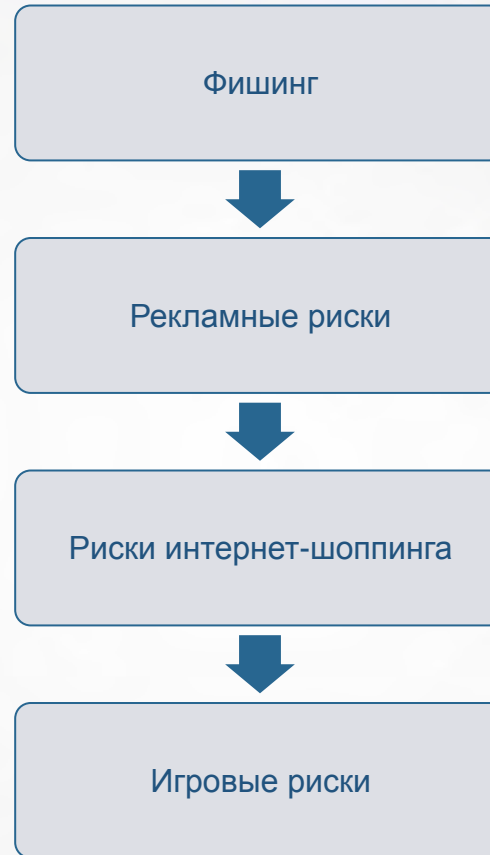 Фишинг
Рекламные риски
Риски интернет-шоппинга
Игровые риски